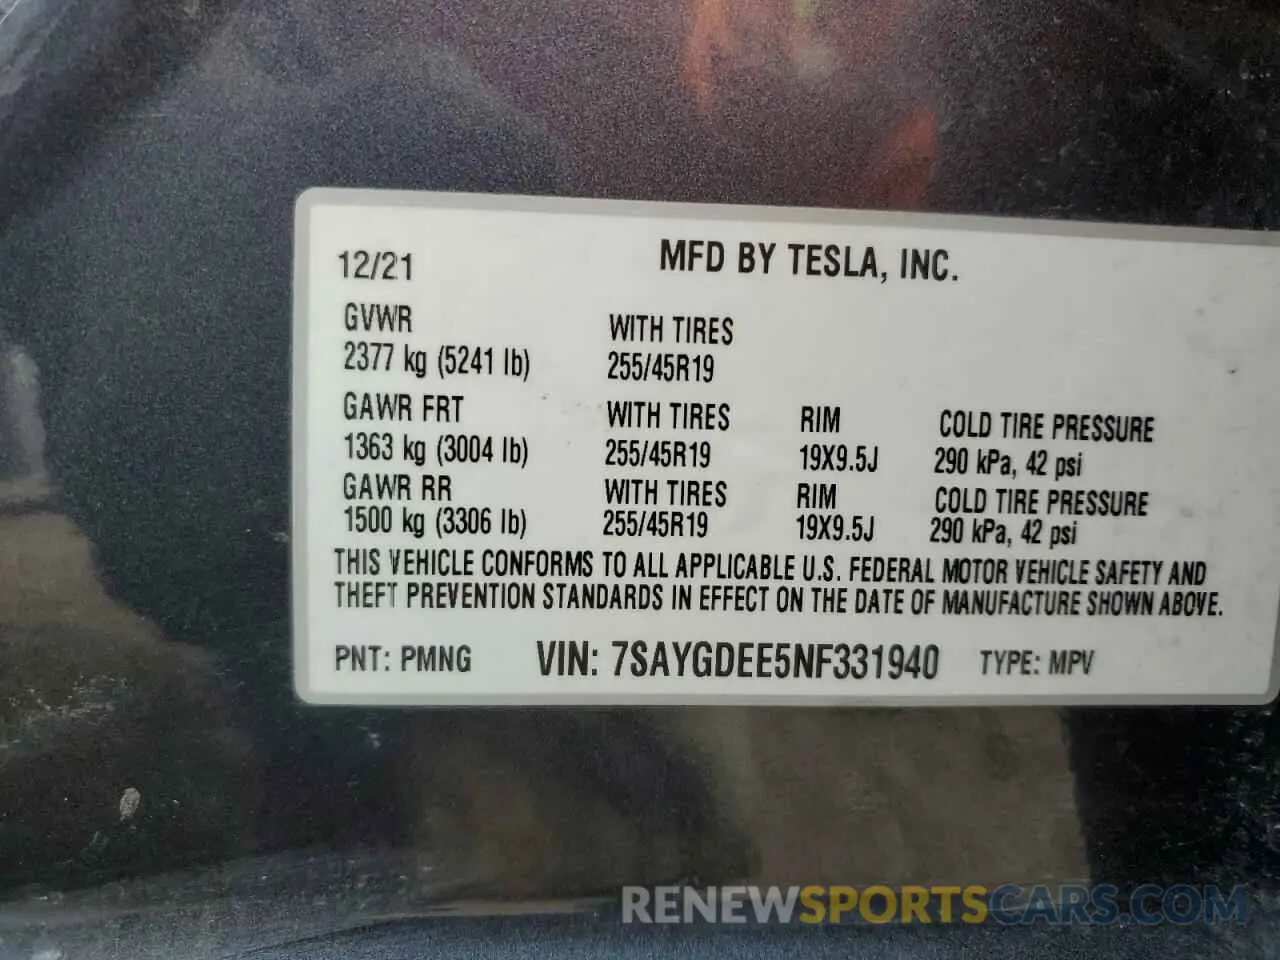 12/21 MFD BY TESLA, INC.
GVWR WITH TIRES
2377 kg (5241 lb) 255/45R19
GAWR FRT WITH TIRES RIM COLD TIRE PRESSURE
1363 kg (3004 lb) 255/45R19 19X9.5J 290 kPa, 42 psi
GAWR RR WITH TIRES RIM COLD TIRE PRESSURE
1500 kg (3306 lb) 255/45R19 19X9.5J 290 kPa, 42 psi
THIS VEHICLE CONFORMS TO ALL APPLICABLE U.S. FEDERAL MOTOR VEHICLE SAFETY AND
THEFT PREVENTION STANDARDS IN EFFECT ON THE DATE OF MANUFACTURE SHOWN ABOVE.
PNT: PMNG VIN: 7SAYGDEE5NF331940 TYPE: MPV
RENEWSPORTSCARS.COM